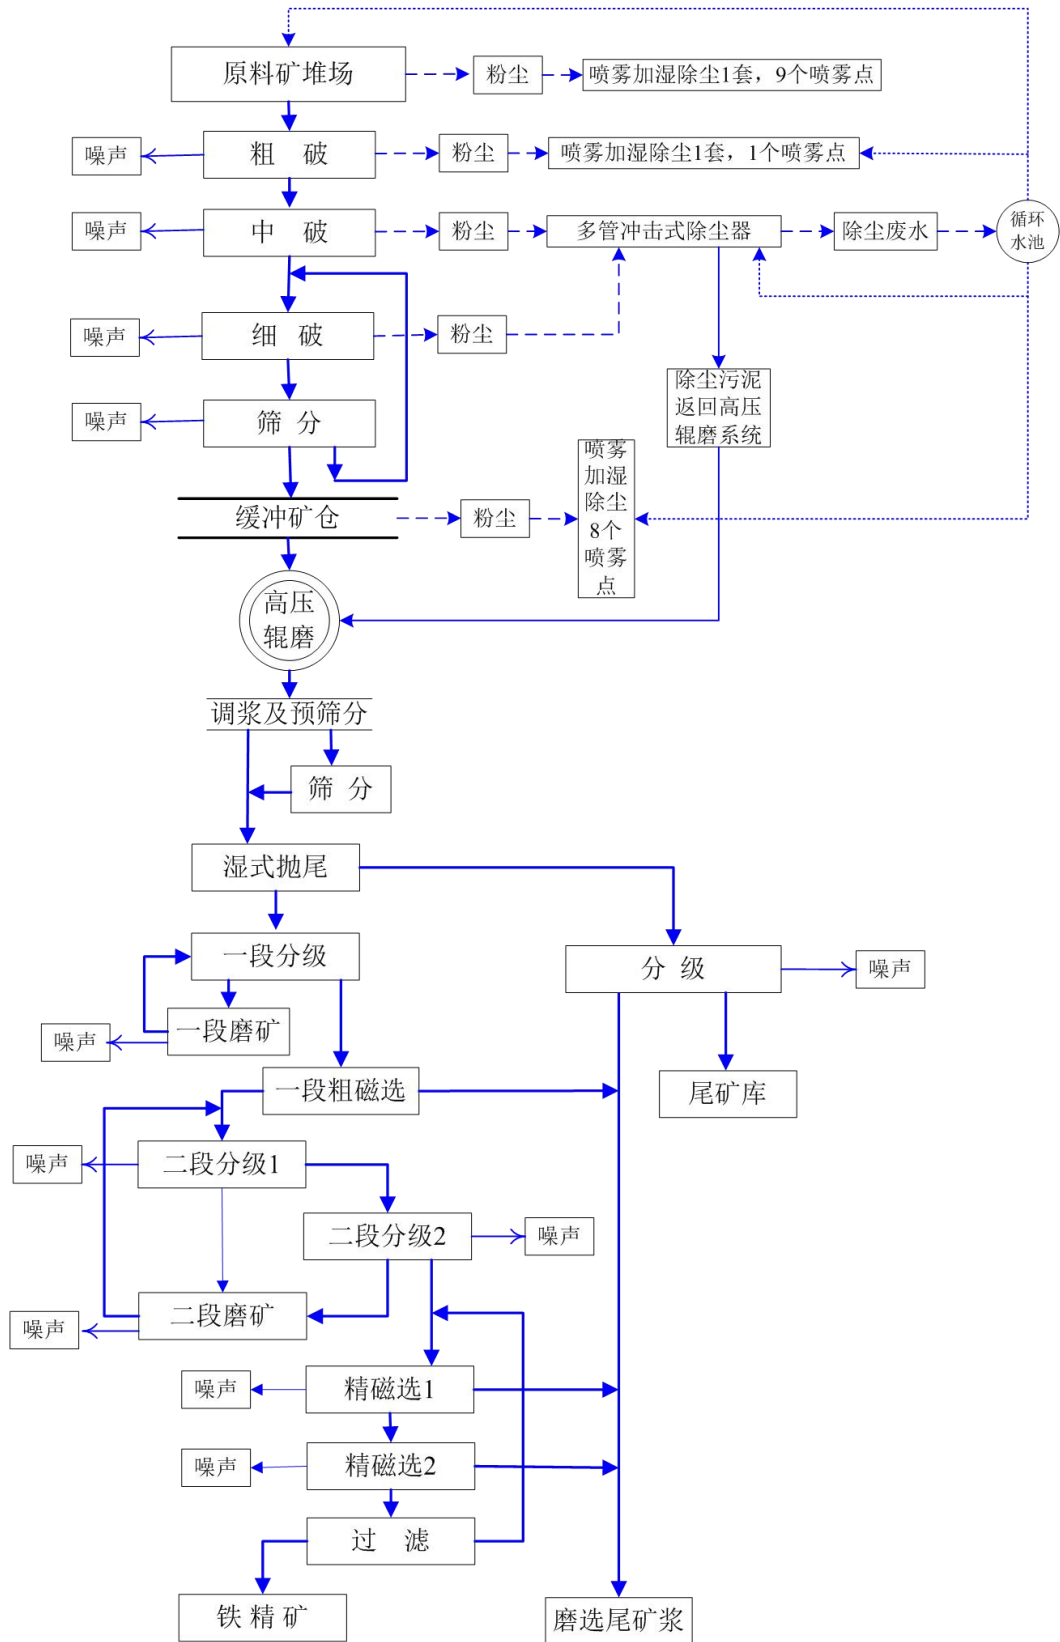 原料矿堆场
粉尘
喷雾加湿除尘1套，9个喷雾点
噪声
粗 破
粉尘
喷雾加湿除尘1套，1个喷雾点
噪声
中 破
粉尘
多管冲击式除尘器
除尘废水
循环
水池
噪声
细 破
粉尘
除尘污泥
返回高压
辊磨系统
噪声
筛 分
喷雾
加湿
除尘
8个
喷雾
点
缓冲矿仓
粉尘
高压
辊磨
调浆及预筛分
筛 分
湿式抛尾
一段分级
分 级
噪声
一段磨矿
噪声
一段粗磁选
尾矿库
噪声
二段分级1
二段分级2
噪声
二段磨矿
噪声
噪声
精磁选1
噪声
精磁选2
过 滤
铁 精 矿
磨选尾矿浆